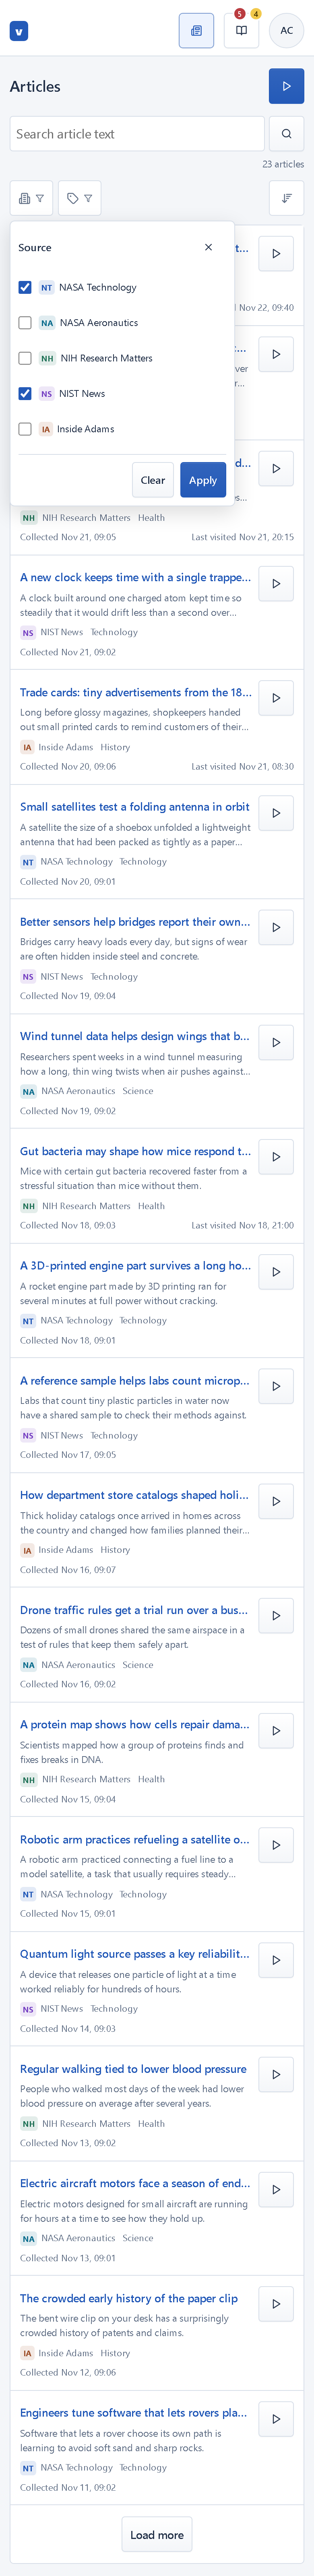 v
5
4
AC
Articles
Search article text
23 articles
Source
NT NASA Technology
NA NASA Aeronautics
NH NIH Research Matters
NS NIST News
IA Inside Adams
Clear
Apply
Nov 22, 09:40
NH NIH Research Matters Health
Collected Nov 21, 09:05 Last visited Nov 21, 20:15
A new clock keeps time with a single trappe...
A clock built around one charged atom kept time so
steadily that it would drift less than a second over...
NS NIST News Technology
Collected Nov 21, 09:02
Trade cards: tiny advertisements from the 18...
Long before glossy magazines, shopkeepers handed
out small printed cards to remind customers of their...
IA Inside Adams History
Collected Nov 20, 09:06 Last visited Nov 21, 08:30
Small satellites test a folding antenna in orbit
A satellite the size of a shoebox unfolded a lightweight
antenna that had been packed as tightly as a paper...
NT NASA Technology Technology
Collected Nov 20, 09:01
Better sensors help bridges report their own...
Bridges carry heavy loads every day, but signs of wear
are often hidden inside steel and concrete.
NS NIST News Technology
Collected Nov 19, 09:04
Wind tunnel data helps design wings that b...
Researchers spent weeks in a wind tunnel measuring
how a long, thin wing twists when air pushes against...
NA NASA Aeronautics Science
Collected Nov 19, 09:02
Gut bacteria may shape how mice respond t...
Mice with certain gut bacteria recovered faster from a
stressful situation than mice without them.
NH NIH Research Matters Health
Collected Nov 18, 09:03 Last visited Nov 18, 21:00
A 3D-printed engine part survives a long ho...
A rocket engine part made by 3D printing ran for
several minutes at full power without cracking.
NT NASA Technology Technology
Collected Nov 18, 09:01
A reference sample helps labs count microp...
Labs that count tiny plastic particles in water now
have a shared sample to check their methods against.
NS NIST News Technology
Collected Nov 17, 09:05
How department store catalogs shaped holi...
Thick holiday catalogs once arrived in homes across
the country and changed how families planned their...
IA Inside Adams History
Collected Nov 16, 09:07
Drone traffic rules get a trial run over a bus...
Dozens of small drones shared the same airspace in a
test of rules that keep them safely apart.
NA NASA Aeronautics Science
Collected Nov 16, 09:02
A protein map shows how cells repair dama...
Scientists mapped how a group of proteins finds and
fixes breaks in DNA.
NH NIH Research Matters Health
Collected Nov 15, 09:04
Robotic arm practices refueling a satellite o...
A robotic arm practiced connecting a fuel line to a
model satellite, a task that usually requires steady...
NT NASA Technology Technology
Collected Nov 15, 09:01
Quantum light source passes a key reliabilit...
A device that releases one particle of light at a time
worked reliably for hundreds of hours.
NS NIST News Technology
Collected Nov 14, 09:03
Regular walking tied to lower blood pressure
People who walked most days of the week had lower
blood pressure on average after several years.
NH NIH Research Matters Health
Collected Nov 13, 09:02
Electric aircraft motors face a season of end...
Electric motors designed for small aircraft are running
for hours at a time to see how they hold up.
NA NASA Aeronautics Science
Collected Nov 13, 09:01
The crowded early history of the paper clip
The bent wire clip on your desk has a surprisingly
crowded history of patents and claims.
IA Inside Adams History
Collected Nov 12, 09:06
Engineers tune software that lets rovers pla...
Software that lets a rover choose its own path is
learning to avoid soft sand and sharp rocks.
NT NASA Technology Technology
Collected Nov 11, 09:02
Load more